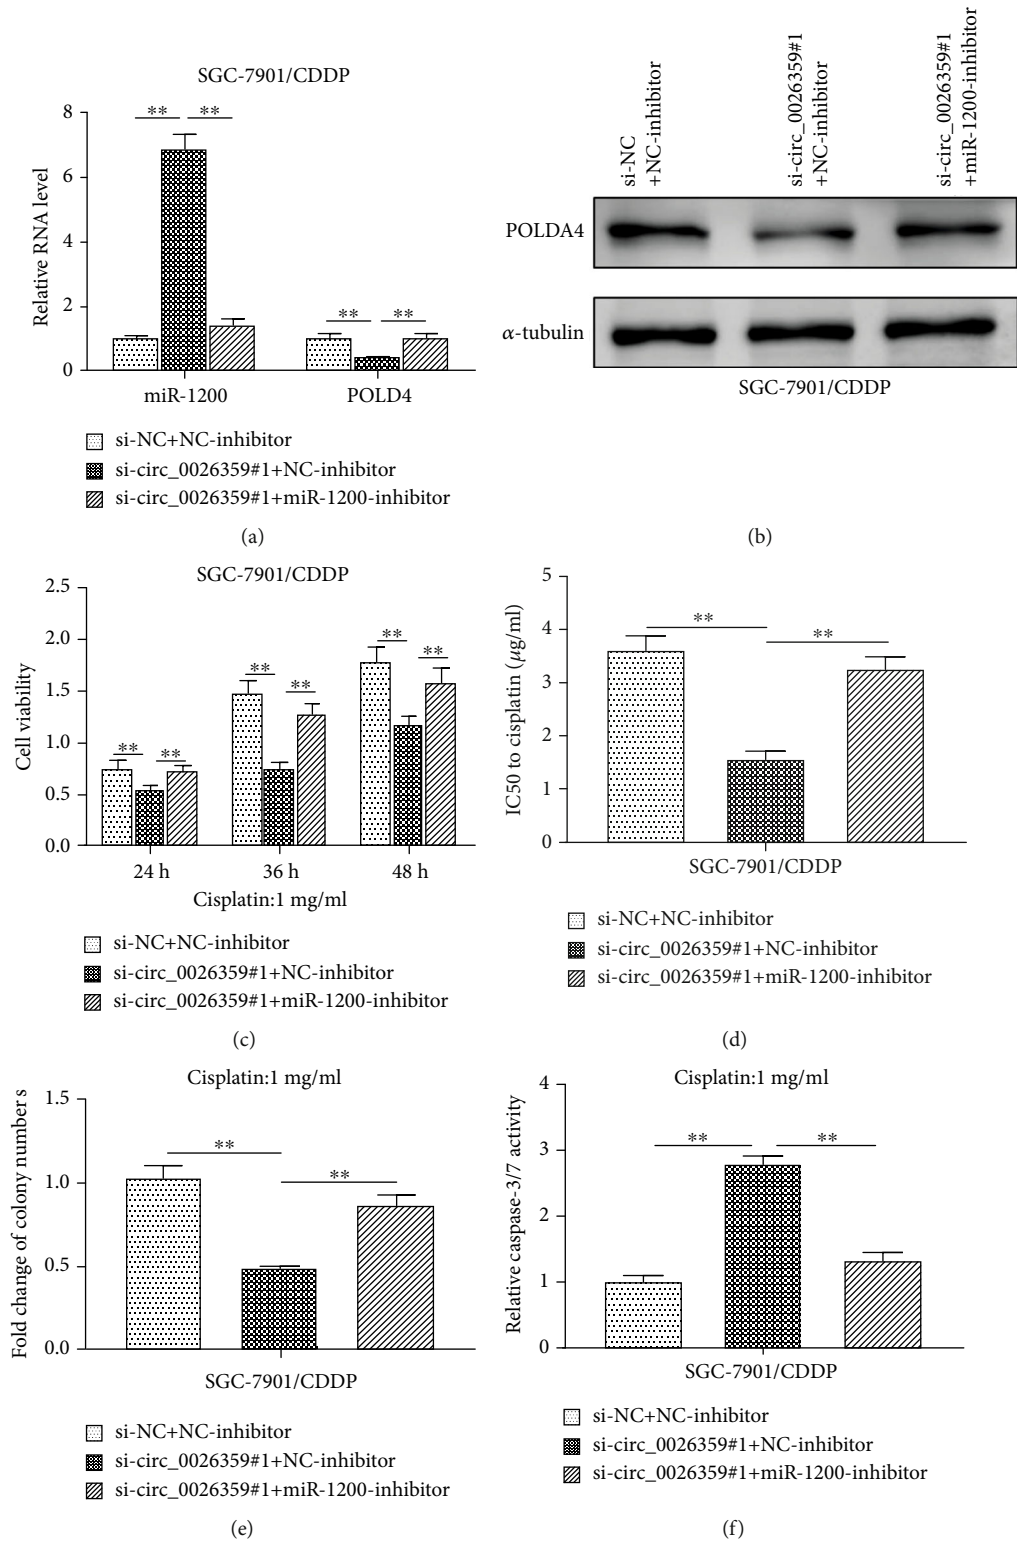 SGC-7901/CDDP
Relative RNA level
8
6
4
2
0
** **
** **
miR-1200 POLD4
si-NC+NC-inhibitor
si-circ_0026359#1+NC-inhibitor
si-circ_0026359#1+miR-1200-inhibitor
(a)
si-NC
+NC-inhibitor
si-circ_0026359#1
+NC-inhibitor
si-circ_0026359#1
+miR-1200-inhibitor
POLDA4
α-tubulin
SGC-7901/CDDP
(b)
SGC-7901/CDDP
Cell viability
2.5
2.0
1.5
1.0
0.5
0.0
** **
** **
** **
24 h 36 h 48 h
Cisplatin:1 mg/ml
si-NC+NC-inhibitor
si-circ_0026359#1+NC-inhibitor
si-circ_0026359#1+miR-1200-inhibitor
(c)
IC50 to cisplatin (μg/ml)
5
4
3
2
1
0
** **
SGC-7901/CDDP
si-NC+NC-inhibitor
si-circ_0026359#1+NC-inhibitor
si-circ_0026359#1+miR-1200-inhibitor
(d)
Cisplatin:1 mg/ml
Fold change of colony number s
1.5
1.0
0.5
0.0
** **
SGC-7901/CDDP
si-NC+NC-inhibitor
si-circ_0026359#1+NC-inhibitor
si-circ_0026359#1+miR-1200-inhibitor
(e)
Cisplatin:1 mg/ml
Relative caspase-3/7 activity
4
3
2
1
0
** **
SGC-7901/CDDP
si-NC+NC-inhibitor
si-circ_0026359#1+NC-inhibitor
si-circ_0026359#1+miR-1200-inhibitor
(f)